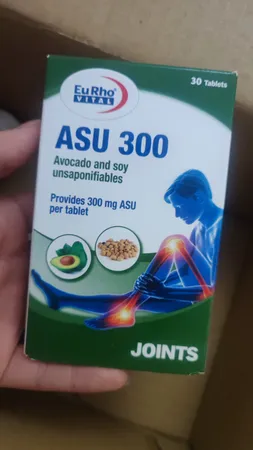 30 Tablets
EuRho®
VITAL
ASU 300
Avocado and soy
unsaponifiables
Provides 300 mg ASU
per tablet
JOINTS